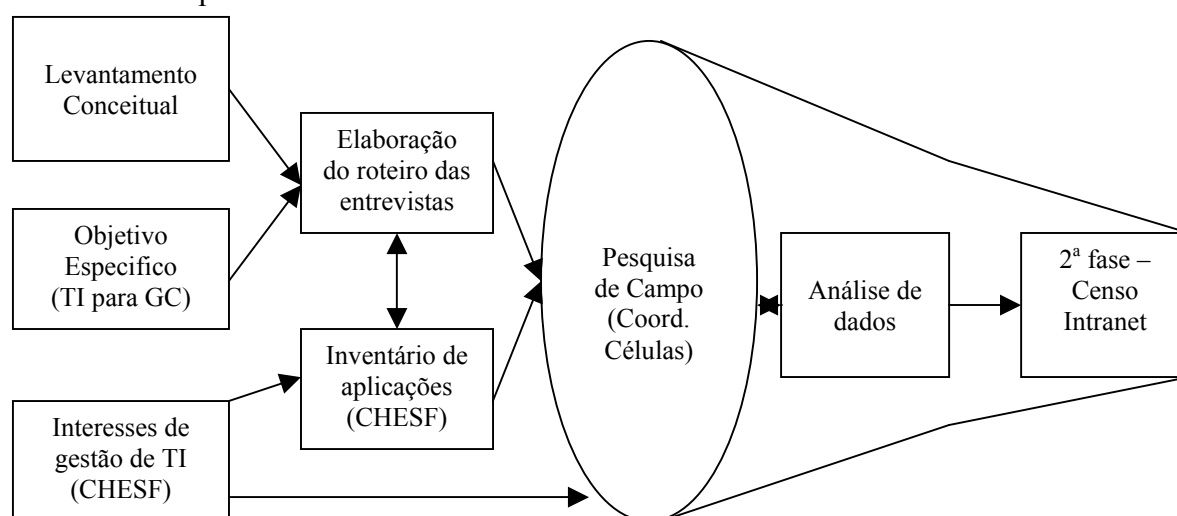 Levantamento
Conceitual
Objetivo
Especifico
(TI para GC)
Interesses de
gestão de TI
(CHESF)
Elaboração
do roteiro das
entrevistas
Inventário de
aplicações
(CHESF)
Pesquisa
de Campo
(Coord.
Células)
Análise de
dados
2ª fase –
Censo
Intranet